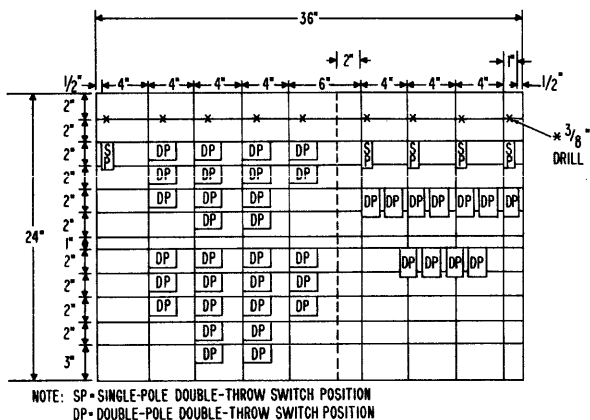 36"
2" 1"
1/2" 4" 4" 4" 4" 6" 4" 4" 4" 1/2"
2"
2" × × × × × × × × × * 3/8"
DRILL
2" SP DP DP DP DP SP SP SP SP
2" DP DP DP DP
2" DP DP DP DP DP DP DP DP DP DP
2" DP DP
24"
1"
2" DP DP DP DP DP DP DP DP
2" DP DP DP DP
2" DP DP DP DP
2" DP DP
3" DP DP
NOTE: SP=SINGLE-POLE DOUBLE-THROW SWITCH POSITION
DP=DOUBLE-POLE DOUBLE-THROW SWITCH POSITION